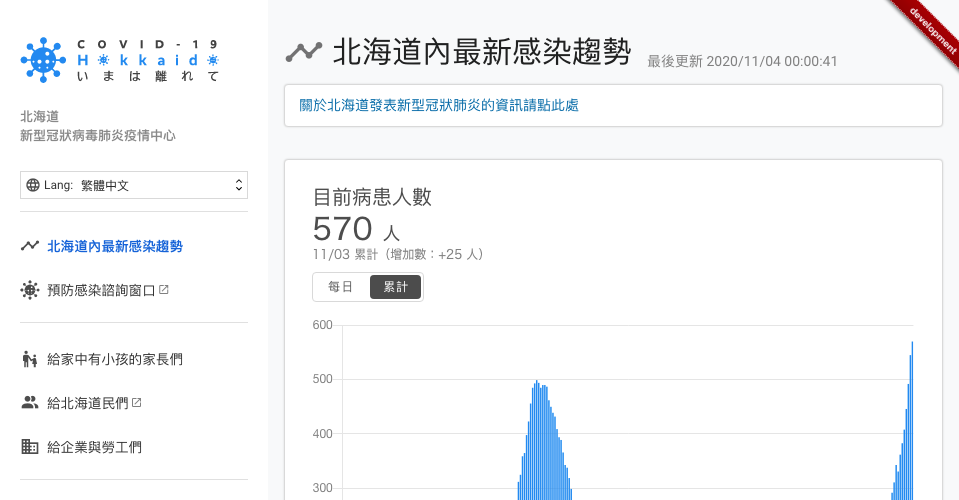 COVID-19
Hokkaido
いまは離れて
北海道
新型冠狀病毒肺炎疫情中心
Lang: 繁體中文
北海道內最新感染趨勢
預防感染諮詢窗口
給家中有小孩的家長們
給北海道民們
給企業與勞工們
development
北海道內最新感染趨勢 最後更新 2020/11/04 00:00:41
關於北海道發表新型冠狀肺炎的資訊請點此處
目前病患人數
570 人
11/03 累計（增加數：+25 人）
每日 累計
600
500
400
300